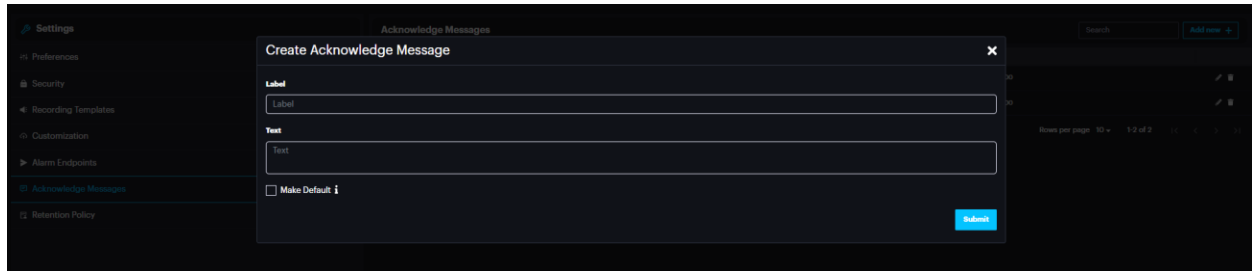 Settings
Acknowledge Messages
Search
Add new +
Create Acknowledge Message
Preferences
Security
Label
Label
Recording Templates
Text
Customization
Text
Rows per page 10
1-2 of 2
Alarm Endpoints
Acknowledge Messages
Make Default i
Retention Policy
Submit